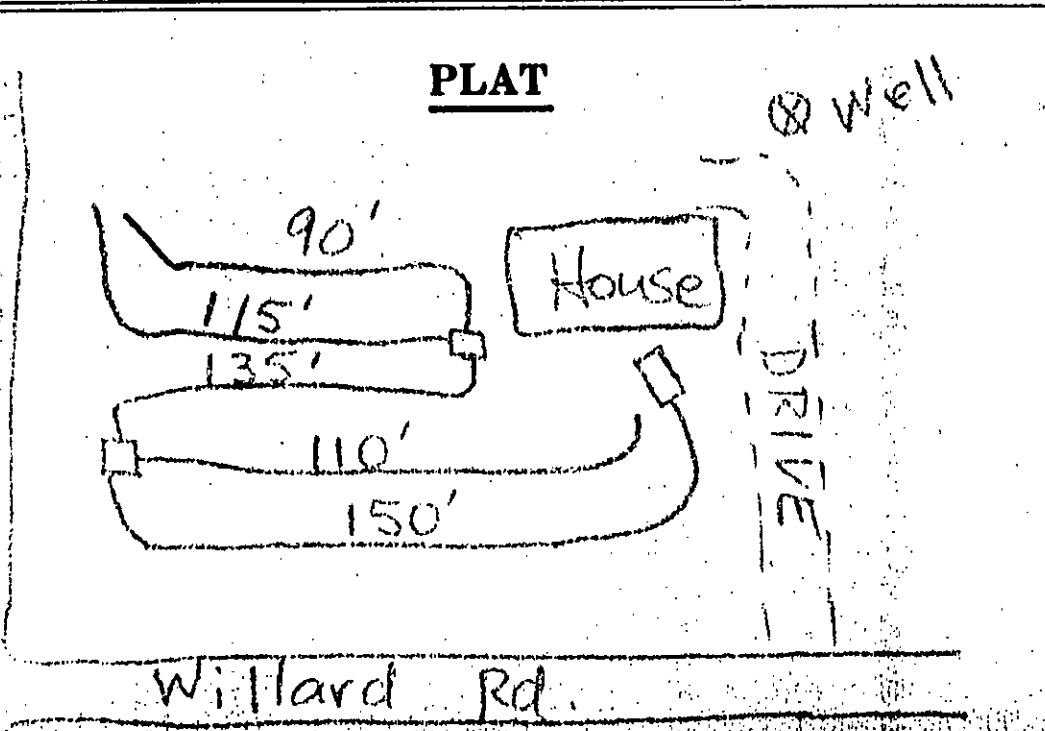 PLAT
⊗ Well
90'
House
115'
135'
DRIVE
110'
150'
Willard Rd.